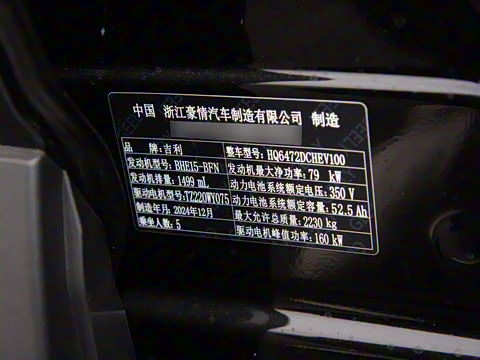 中国 浙江豪情汽车制造有限公司 制造
品 牌:吉利 整车型号:HQ6472DCHEV100
发动机型号:BHE15-BFN 发动机最大净功率:79 kW
发动机排量:1499 mL 动力电池系统额定电压:350 V
驱动电机型号:TZ220WY075 动力电池系统额定容量:52.5 Ah
制造年月:2024年12月 最大允许总质量:2230 kg
乘坐人数:5 驱动电机峰值功率:160 kW